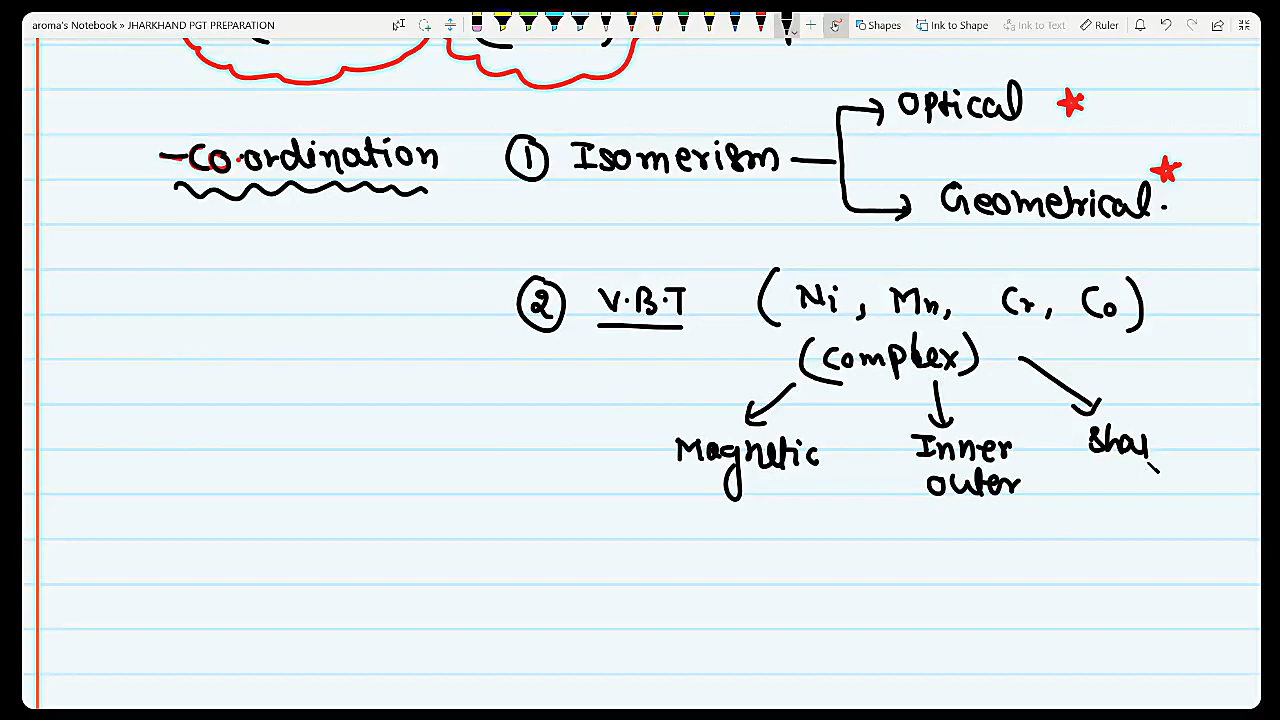 aroma's Notebook » JHARKHAND PGT PREPARATION
Shapes
Ink to Shape
Ink to Text
Ruler
Optical
Co-ordination ① Isomerism
Geometrical.
② V.B.T (Ni, Mn, Cr, Co)
(Complex)
Magnetic Inner Sha
outer